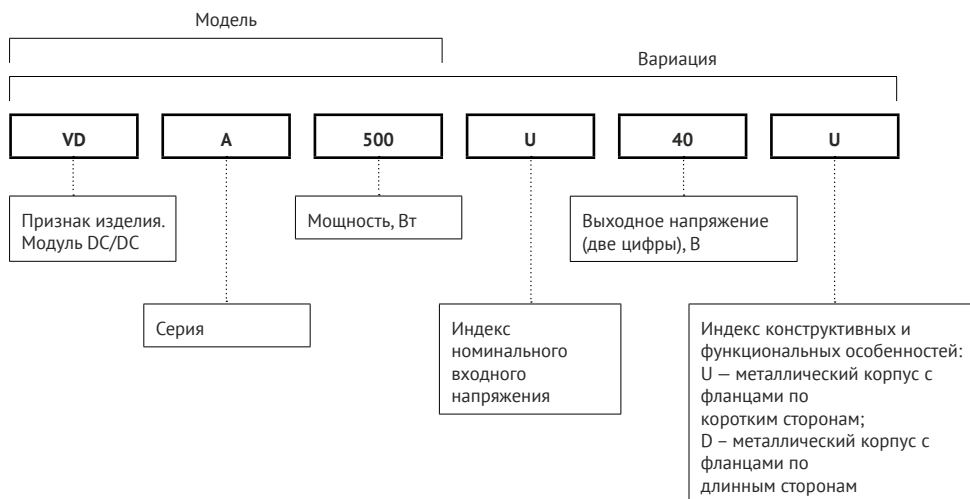 Модель
Вариация
VD
A
500
U
40
U
Признак изделия.
Модуль DC/DC
Мощность, Вт
Выходное напряжение
(две цифры), В
Серия
Индекс
номинального
входного
напряжения
Индекс конструктивных и
функциональных особенностей:
U — металлический корпус с
фланцами по
коротким сторонам;
D – металлический корпус с
фланцами по
длинным сторонам